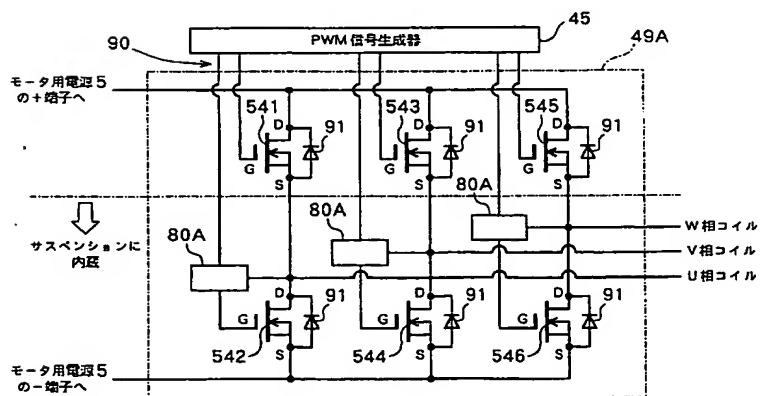 PWM 信号生成器
45
90
49A
モータ用電源 5
の+端子へ
541
D
91
G
S
543
D
91
G
S
545
D
91
G
S
サスペンションに
内蔵
80A
80A
80A
W相コイル
V相コイル
U相コイル
D
91
G
542
S
D
91
G
544
S
D
91
G
546
S
モータ用電源5
の-端子へ